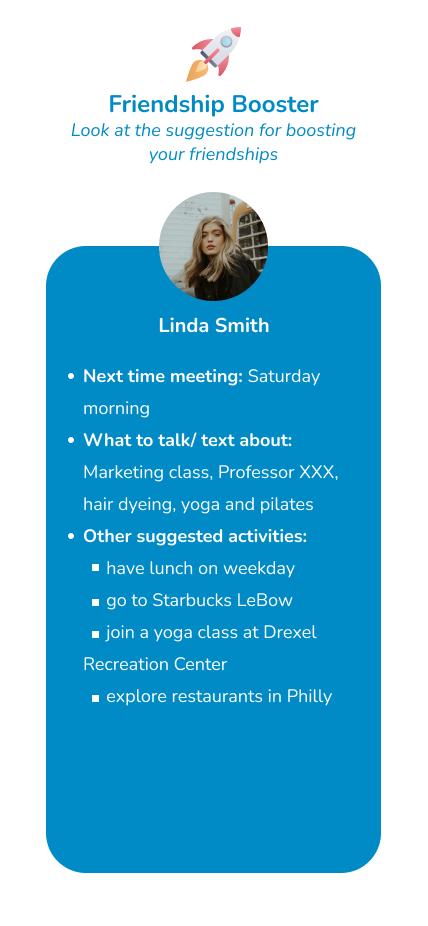 Friendship Booster
Look at the suggestion for boosting
your friendships
Linda Smith
Next time meeting: Saturday
morning
What to talk/ text about:
Marketing class, Professor XXX,
hair dyeing, yoga and pilates
Other suggested activities:
have lunch on weekday
go to Starbucks LeBow
join a yoga class at Drexel
Recreation Center
explore restaurants in Philly